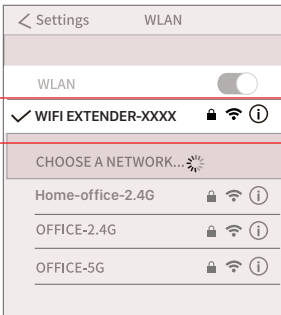 Settings WLAN
WLAN
WIFI EXTENDER-XXXX
CHOOSE A NETWORK...
Home-office-2.4G
OFFICE-2.4G
OFFICE-5G